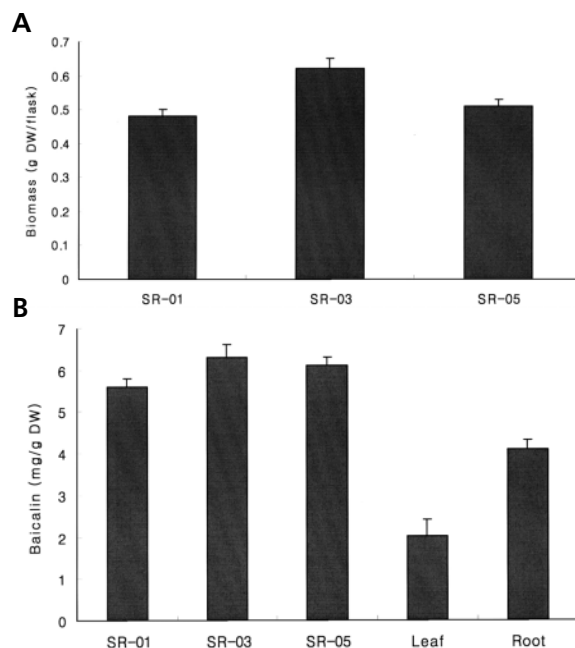 A
Biomass (g DW/flask)
0.7
0.6
0.5
0.4
0.3
0.2
0.1
0
SR-01 SR-03 SR-05
B
Baicalin (mg/g DW)
7
6
5
4
3
2
1
0
SR-01 SR-03 SR-05 Leaf Root